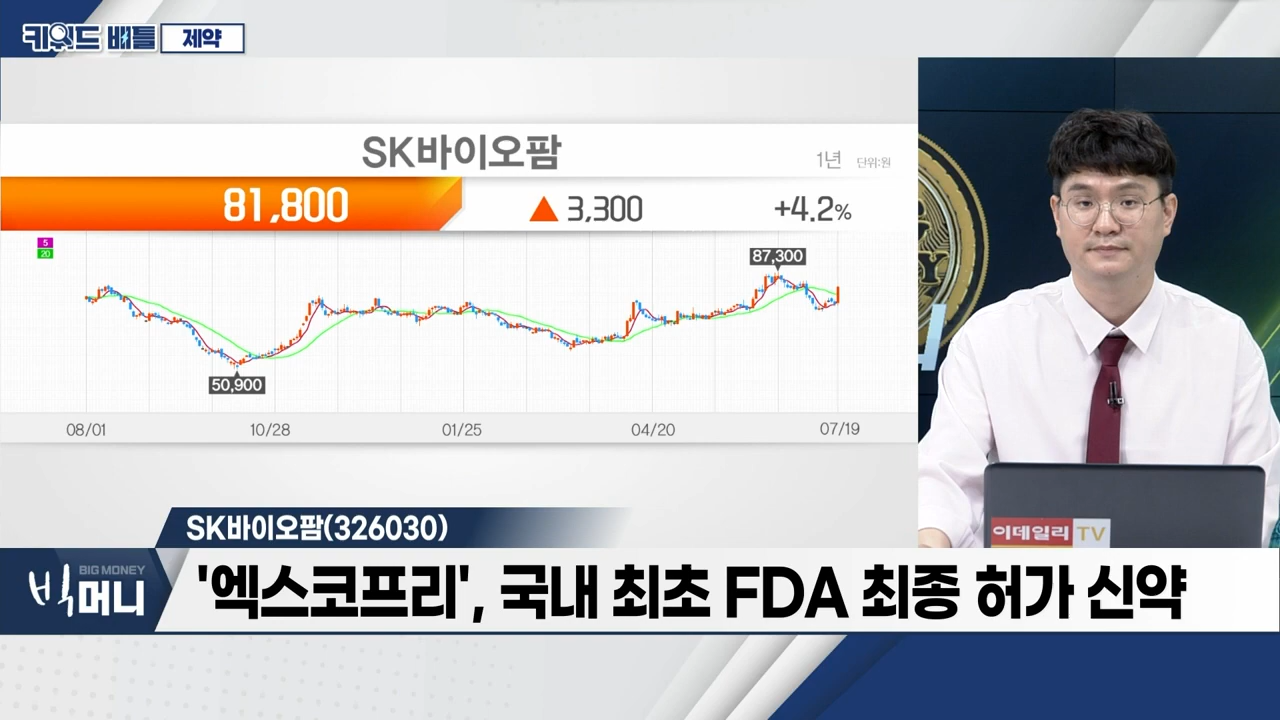 키워드 배틀 제약
SK바이오팜
1년 단위:원
81,800 ▲ 3,300 +4.2%
5
20
87,300
50,900
08/01 10/28 01/25 04/20 07/19
이데일리 TV
SK바이오팜(326030)
BIG MONEY
빅머니
'엑스코프리', 국내 최초 FDA 최종 허가 신약